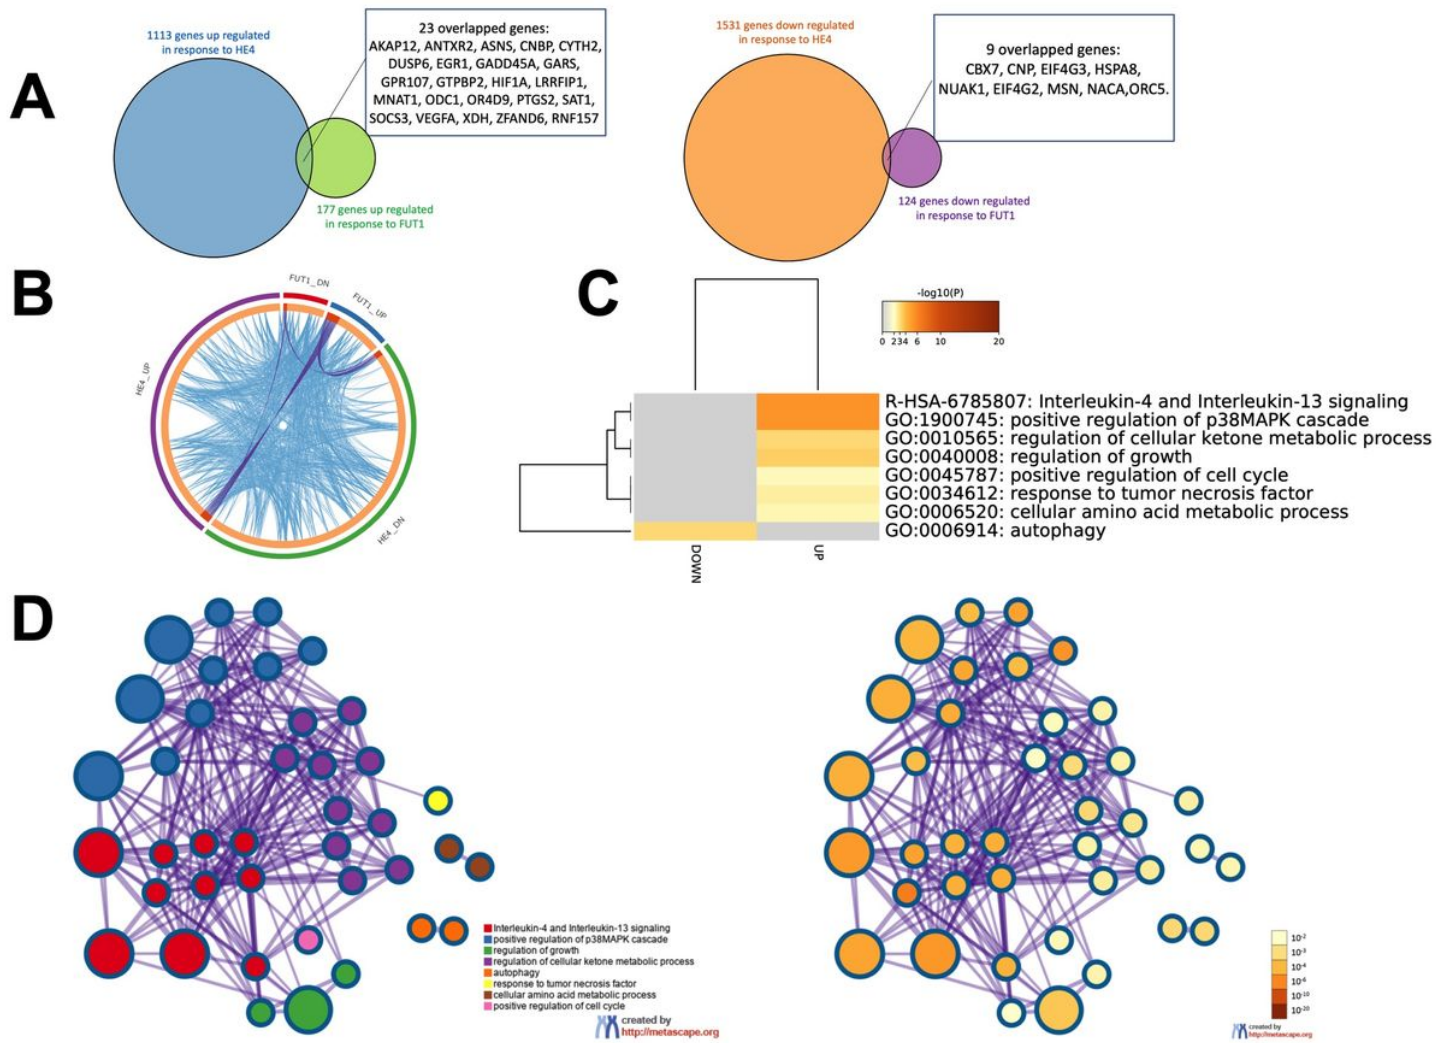 A
1113 genes up regulated
in response to HE4
23 overlapped genes:
AKAP12, ANTXR2, ASNS, CNBP, CYTH2,
DUSP6, EGR1, GADD45A, GARS,
GPR107, GTPBP2, HIF1A, LRRFIP1,
MNAT1, ODC1, OR4D9, PTGS2, SAT1,
SOCS3, VEGFA, XDH, ZFAND6, RNF157
177 genes up regulated
in response to FUT1
1531 genes down regulated
in response to HE4
9 overlapped genes:
CBX7, CNP, EIF4G3, HSPA8,
NUAK1, EIF4G2, MSN, NACA,ORC5.
124 genes down regulated
in response to FUT1
B
FUT1_DN
FUT1_UP
HE4_UP
HE4_DN
C
-log10(P)
0 2 3 4 6 10 20
R-HSA-6785807: Interleukin-4 and Interleukin-13 signaling
GO:1900745: positive regulation of p38MAPK cascade
GO:0010565: regulation of cellular ketone metabolic process
GO:0040008: regulation of growth
GO:0045787: positive regulation of cell cycle
GO:0034612: response to tumor necrosis factor
GO:0006520: cellular amino acid metabolic process
GO:0006914: autophagy
DOWN
UP
D
Interleukin-4 and Interleukin-13 signaling
positive regulation of p38MAPK cascade
regulation of growth
regulation of cellular ketone metabolic process
autophagy
response to tumor necrosis factor
cellular amino acid metabolic process
positive regulation of cell cycle
created by
http://metascape.org
10⁻²
10⁻³
10⁻⁴
10⁻⁶
10⁻¹⁰
10⁻²⁰
created by
http://metascape.org